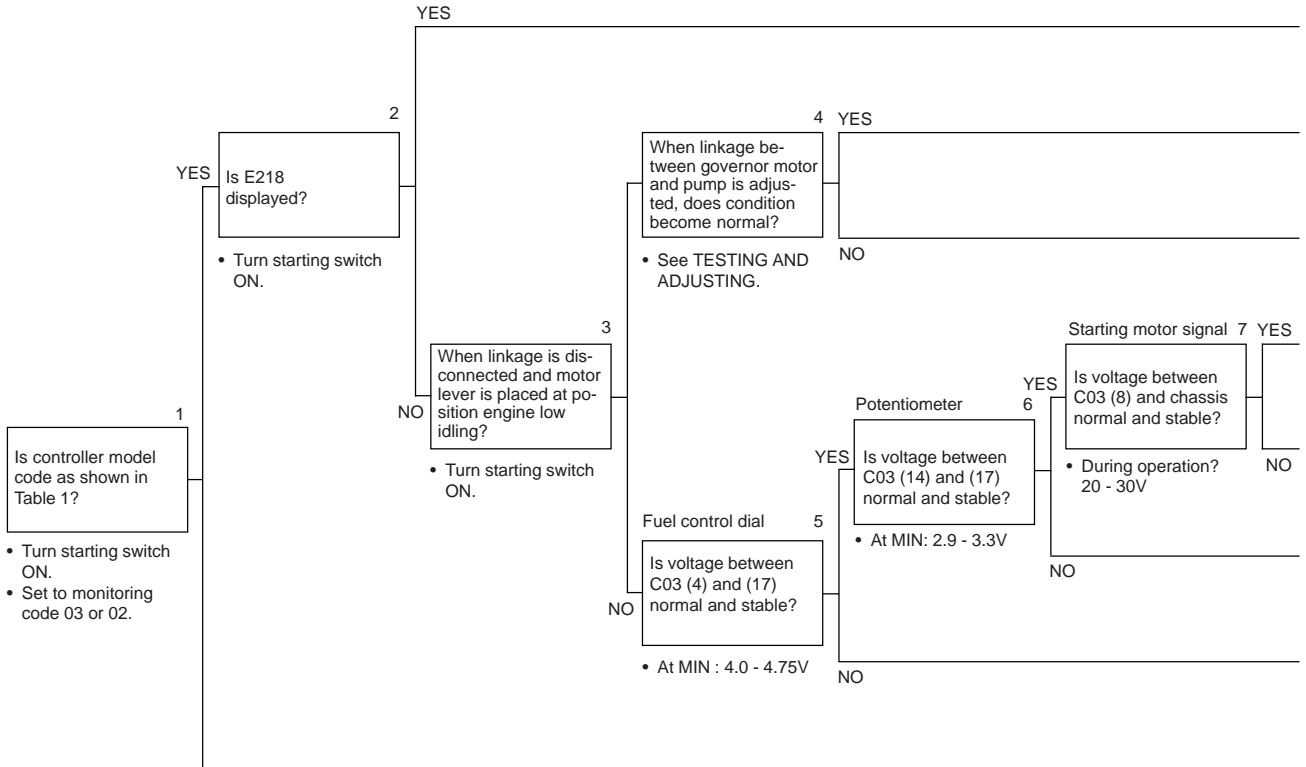 YES
2
YES
Is E218
displayed?
• Turn starting switch
ON.
4
YES
When linkage be-
tween governor motor
and pump is adjus-
ted, does condition
become normal?
NO
• See TESTING AND
ADJUSTING.
3
NO
When linkage is dis-
connected and motor
lever is placed at po-
sition engine low
idling?
• Turn starting switch
ON.
Starting motor signal
7
YES
YES
Is voltage between
C03 (8) and chassis
normal and stable?
NO
• During operation?
20 - 30V
1
Is controller model
code as shown in
Table 1?
• Turn starting switch
ON.
• Set to monitoring
code 03 or 02.
Potentiometer
6
YES
Is voltage between
C03 (14) and (17)
normal and stable?
NO
• At MIN: 2.9 - 3.3V
Fuel control dial
5
NO
Is voltage between
C03 (4) and (17)
normal and stable?
NO
• At MIN : 4.0 - 4.75V